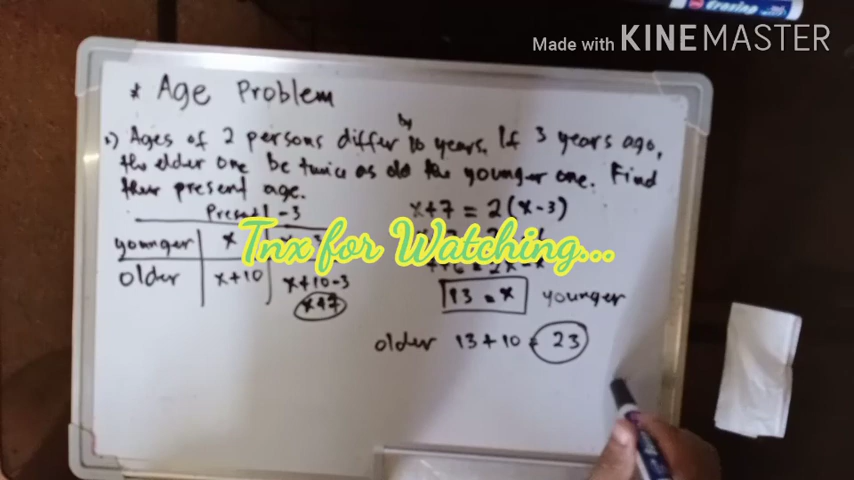 Made with KINEMASTER
* Age Problem
Ages of 2 persons differ by 10 years. If 3 years ago,
the elder one be twice as old the younger one. Find
their present age.
Present -3
younger x
older x+10 x+10-3
x+7
x+7 = 2(x-3)
Tnx for Watching...
13 = x younger
older 13+10 = 23